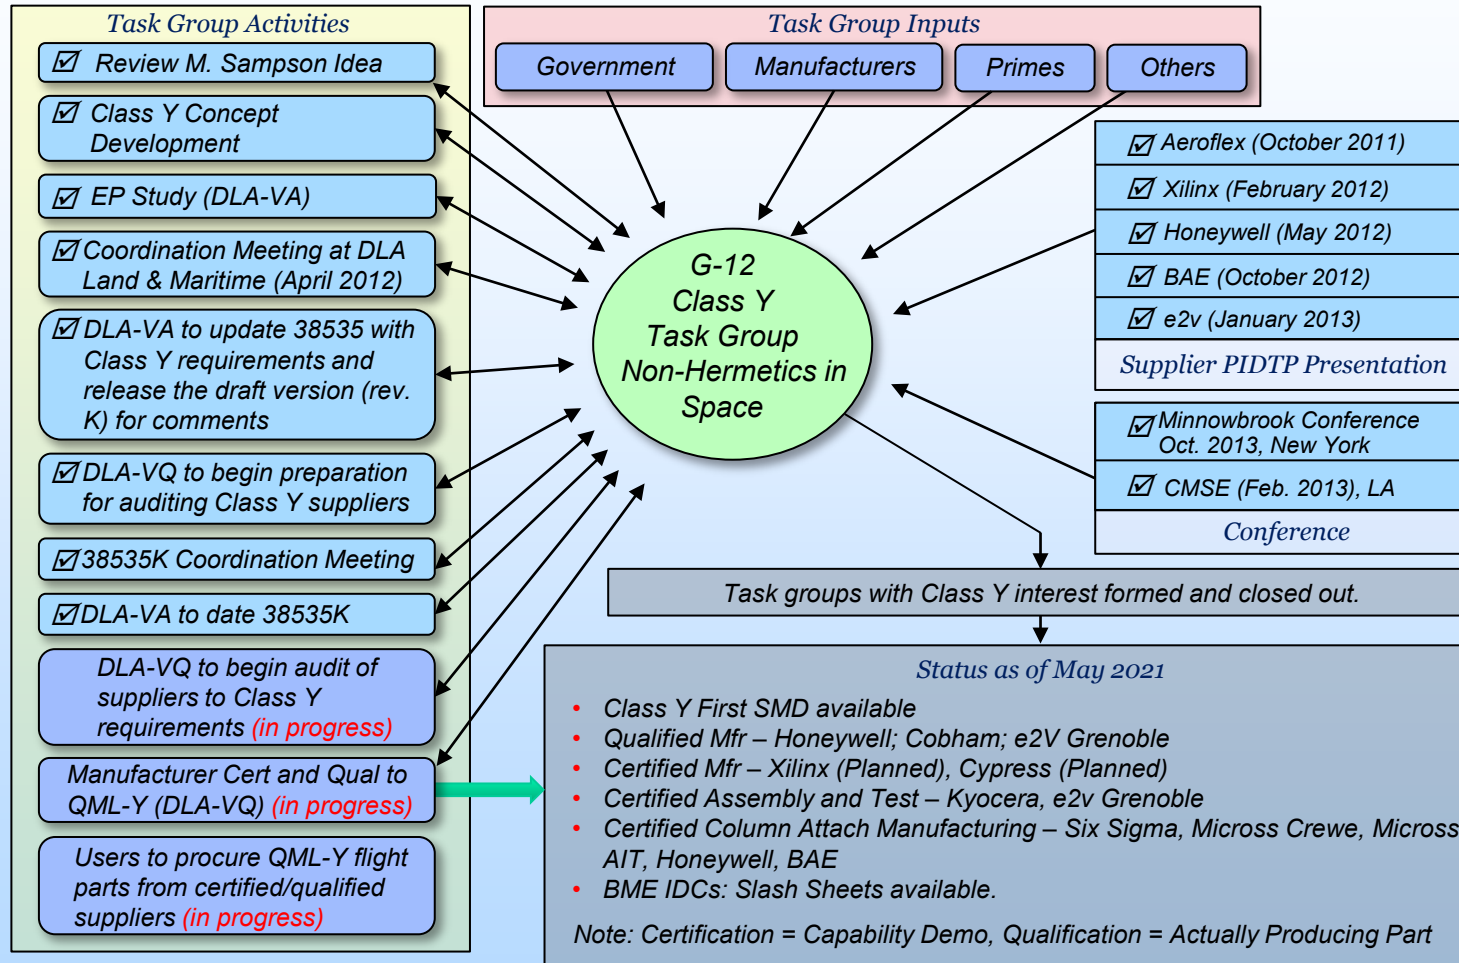 Task Group Activities
☑ Review M. Sampson Idea
☑ Class Y Concept
Development
☑ EP Study (DLA-VA)
☑ Coordination Meeting at DLA
Land & Maritime (April 2012)
☑ DLA-VA to update 38535 with
Class Y requirements and
release the draft version (rev.
K) for comments
☑ DLA-VQ to begin preparation
for auditing Class Y suppliers
☑ 38535K Coordination Meeting
☑ DLA-VA to date 38535K
DLA-VQ to begin audit of
suppliers to Class Y
requirements (in progress)
Manufacturer Cert and Qual to
QML-Y (DLA-VQ) (in progress)
Users to procure QML-Y flight
parts from certified/qualified
suppliers (in progress)
Task Group Inputs
Government
Manufacturers
Primes
Others
G-12
Class Y
Task Group
Non-Hermetics in
Space
☑ Aeroflex (October 2011)
☑ Xilinx (February 2012)
☑ Honeywell (May 2012)
☑ BAE (October 2012)
☑ e2v (January 2013)
Supplier PIDTP Presentation
☑ Minnowbrook Conference
Oct. 2013, New York
☑ CMSE (Feb. 2013), LA
Conference
Task groups with Class Y interest formed and closed out.
Status as of May 2021
• Class Y First SMD available
• Qualified Mfr – Honeywell; Cobham; e2V Grenoble
• Certified Mfr – Xilinx (Planned), Cypress (Planned)
• Certified Assembly and Test – Kyocera, e2v Grenoble
• Certified Column Attach Manufacturing – Six Sigma, Micross Crewe, Micross
AIT, Honeywell, BAE
• BME IDCs: Slash Sheets available.
Note: Certification = Capability Demo, Qualification = Actually Producing Part